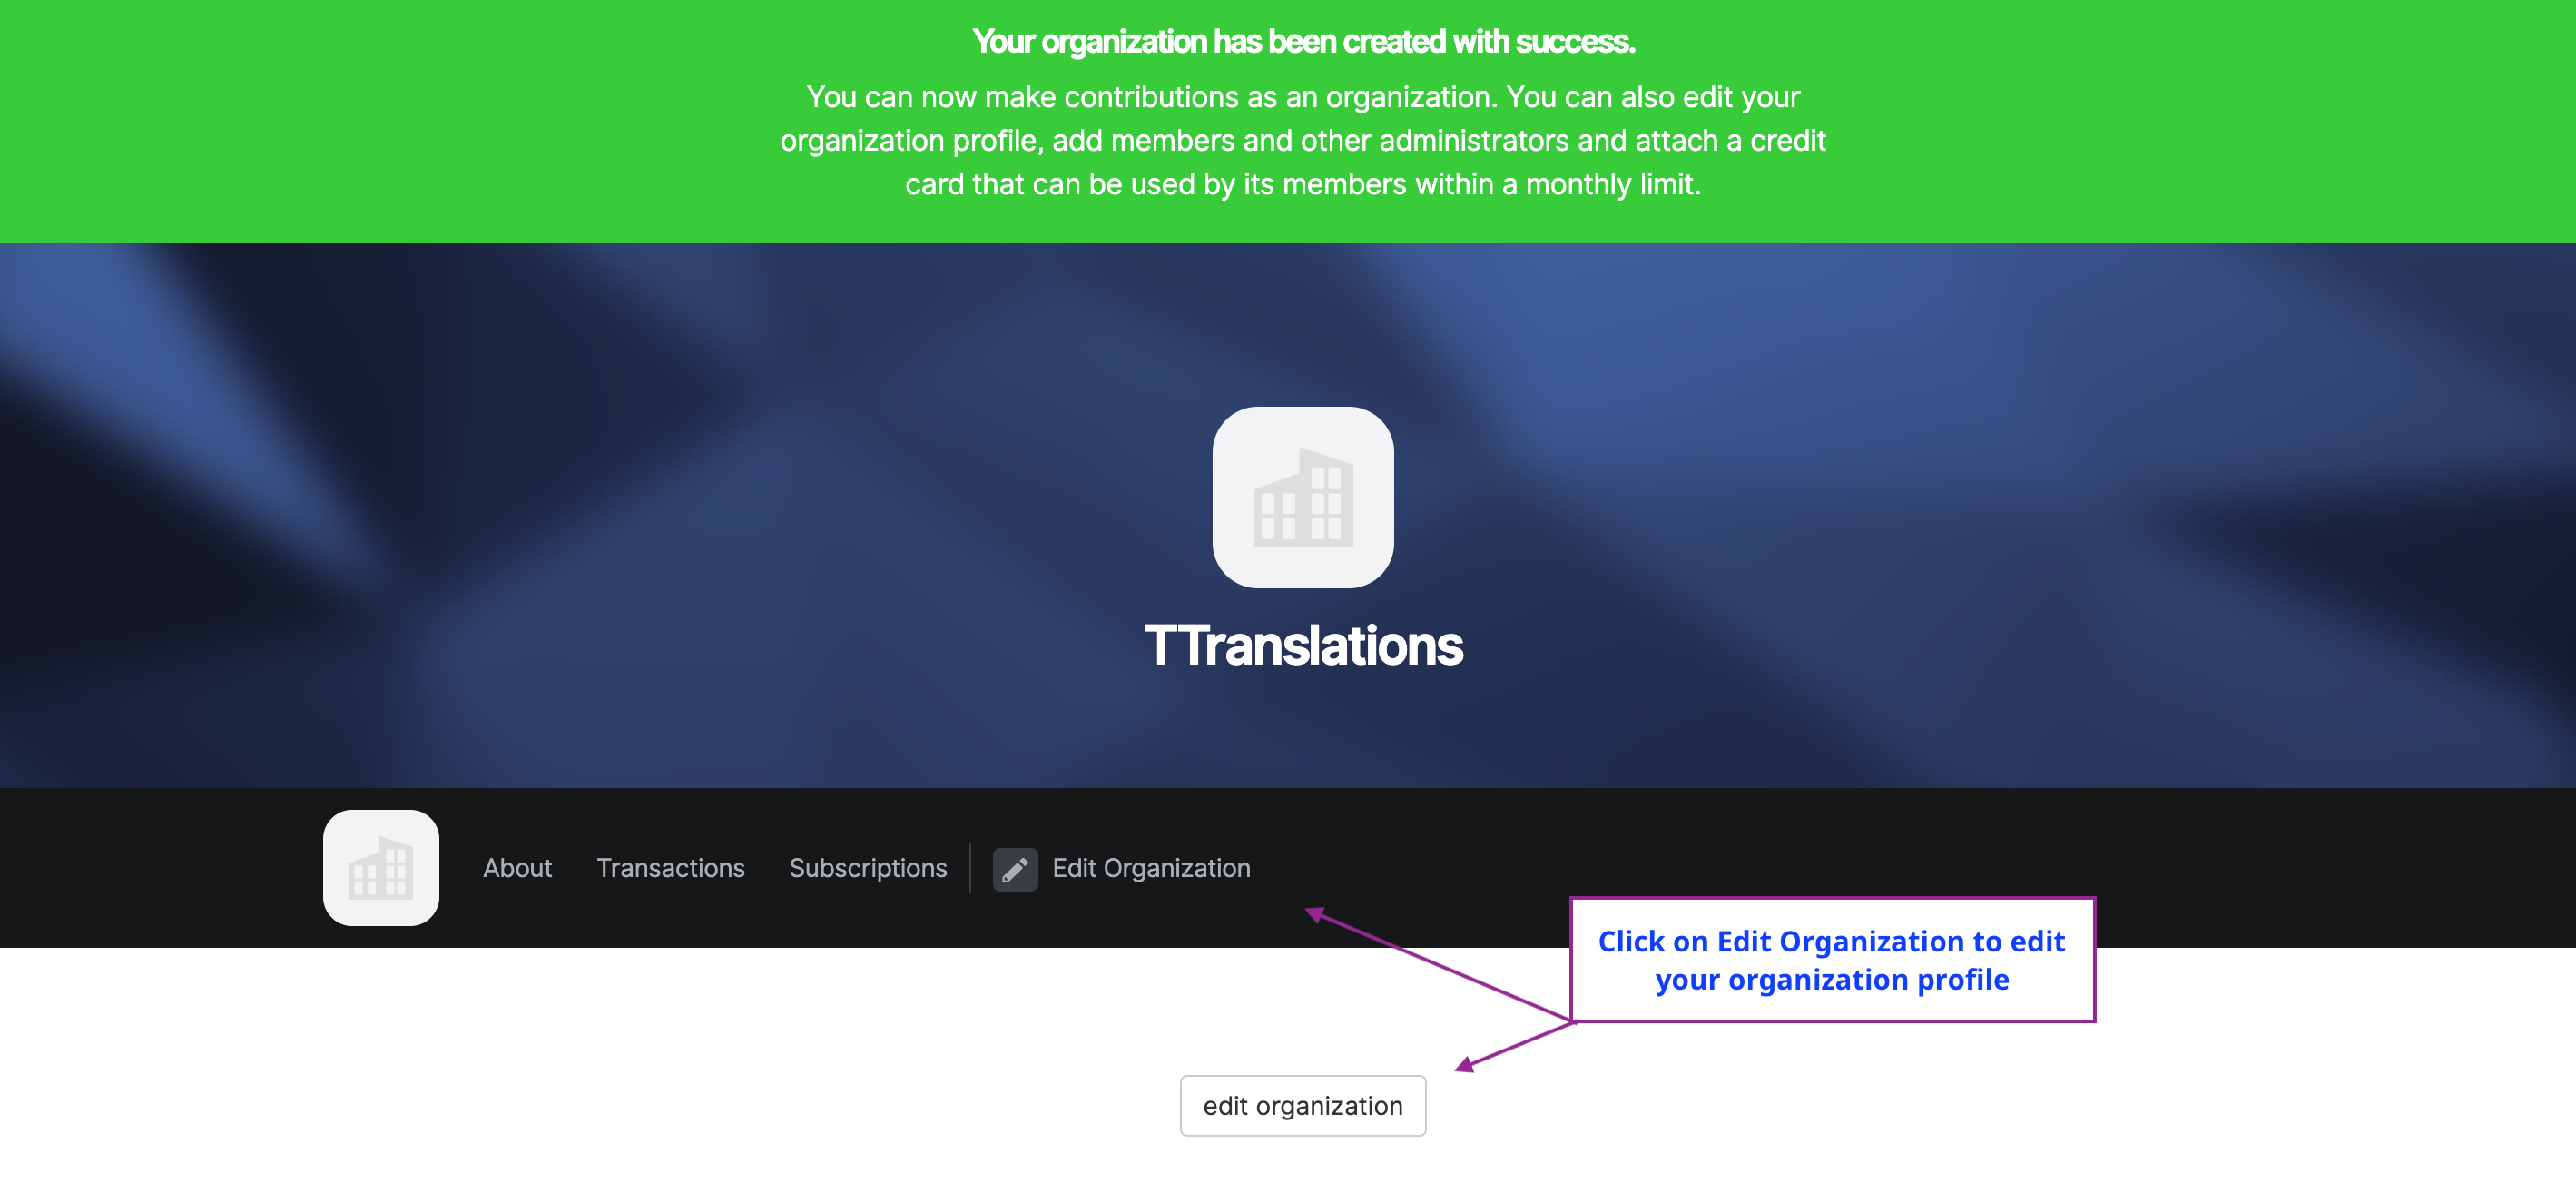 Your organization has been created with success.
You can now make contributions as an organization. You can also edit your
organization profile, add members and other administrators and attach a credit
card that can be used by its members within a monthly limit.
TTranslations
About Transactions Subscriptions Edit Organization
Click on Edit Organization to edit
your organization profile
edit organization